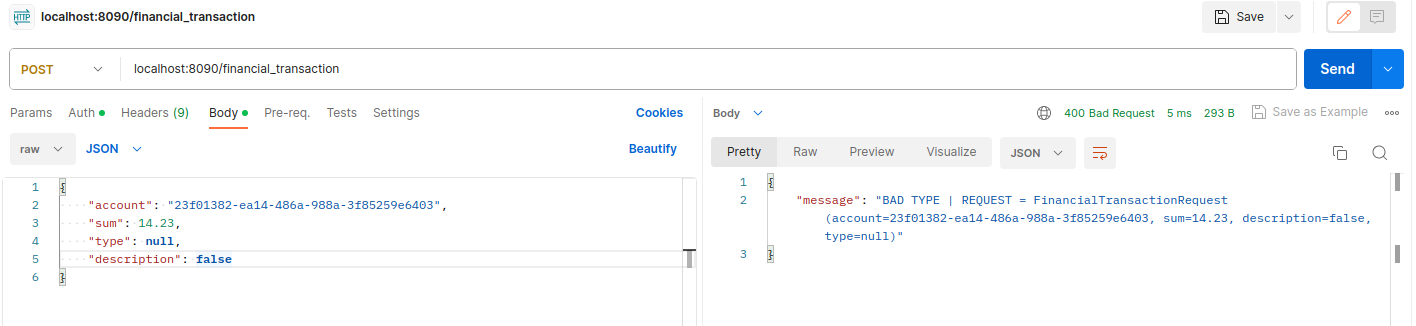 HTTP localhost:8090/financial_transaction Save
POST localhost:8090/financial_transaction Send
Params Auth Headers (9) Body Pre-req. Tests Settings Cookies
raw JSON Beautify
1 {
2 "account": "23f01382-ea14-486a-988a-3f85259e6403",
3 "sum": 14.23,
4 "type": null,
5 "description": false
6 }
Body 400 Bad Request 5 ms 293 B Save as Example
Pretty Raw Preview Visualize JSON
1 {
2 "message": "BAD TYPE | REQUEST = FinancialTransactionRequest
(account=23f01382-ea14-486a-988a-3f85259e6403, sum=14.23, description=false,
type=null)"
3 }